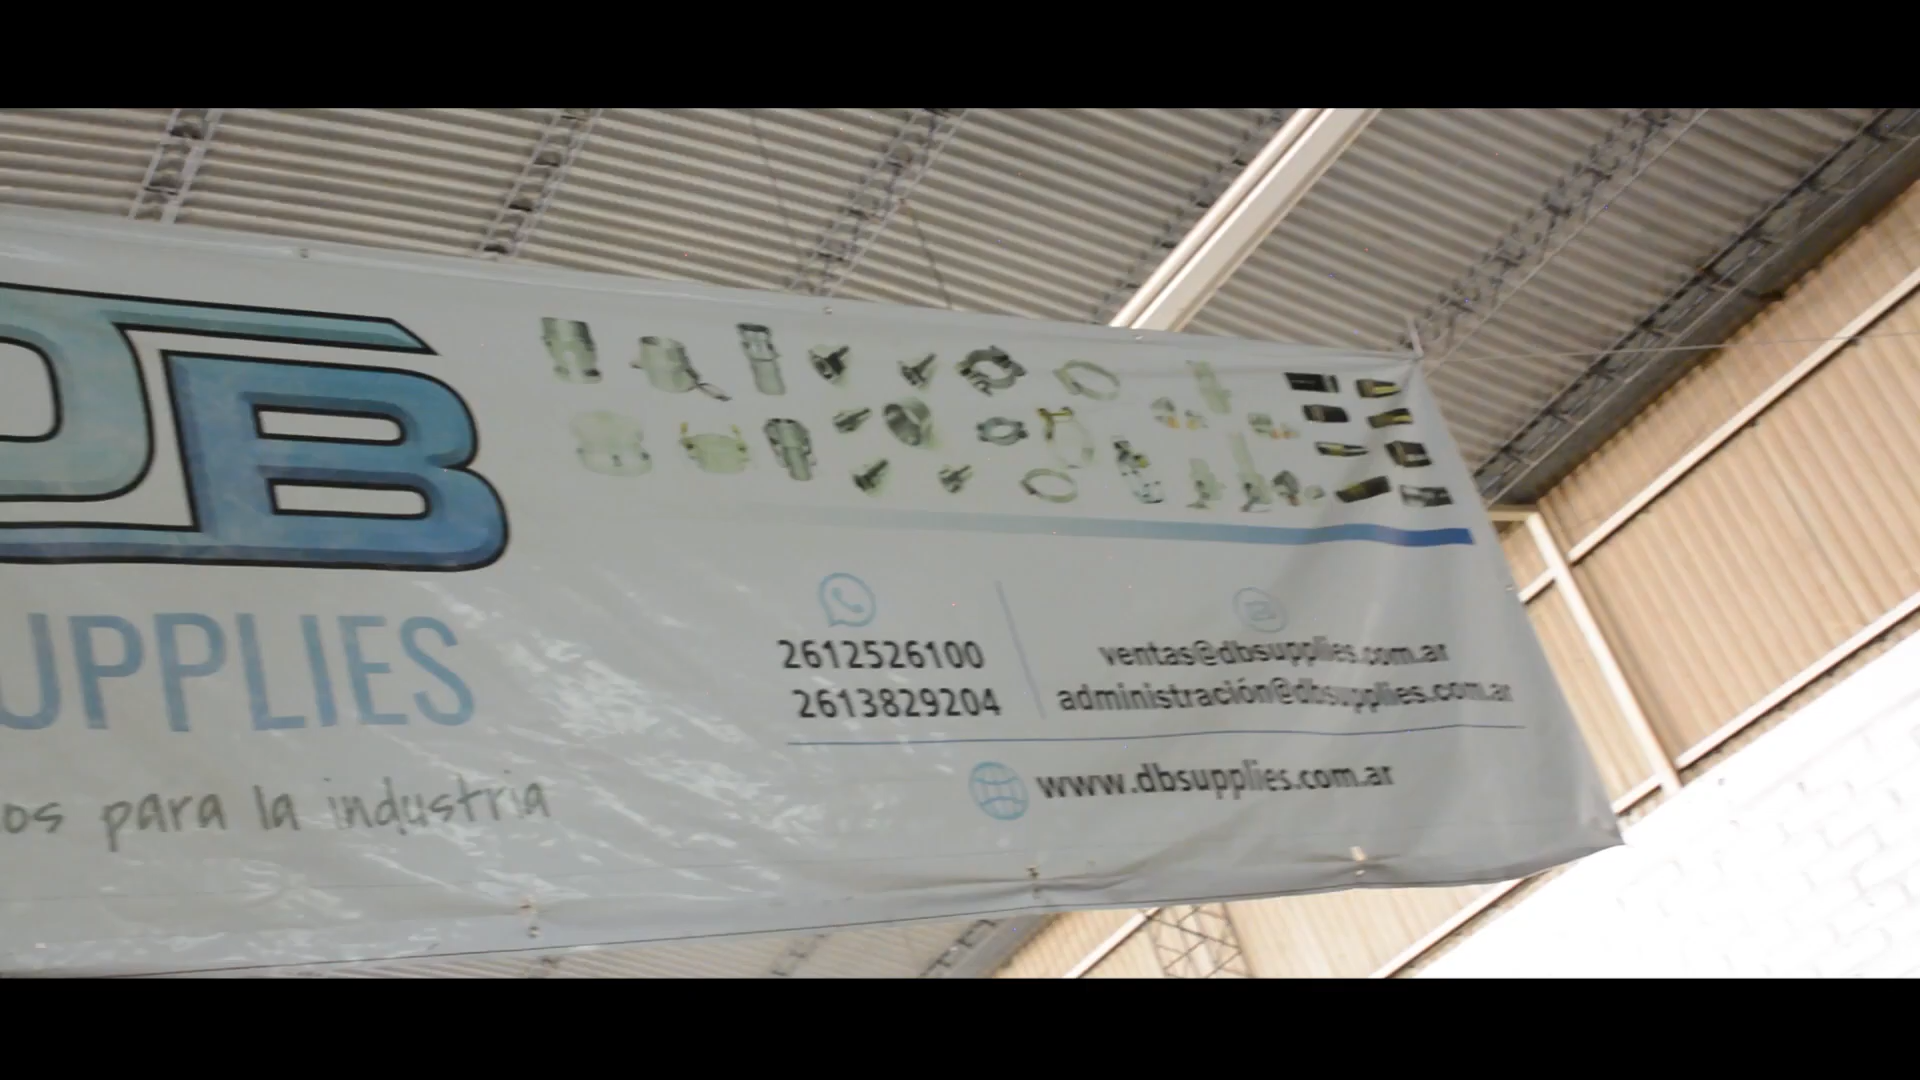 DB
UPPLIES
os para la industria
2612526100
2613829204
ventas@dbsupplies.com.ar
administración@dbsupplies.com.ar
www.dbsupplies.com.ar